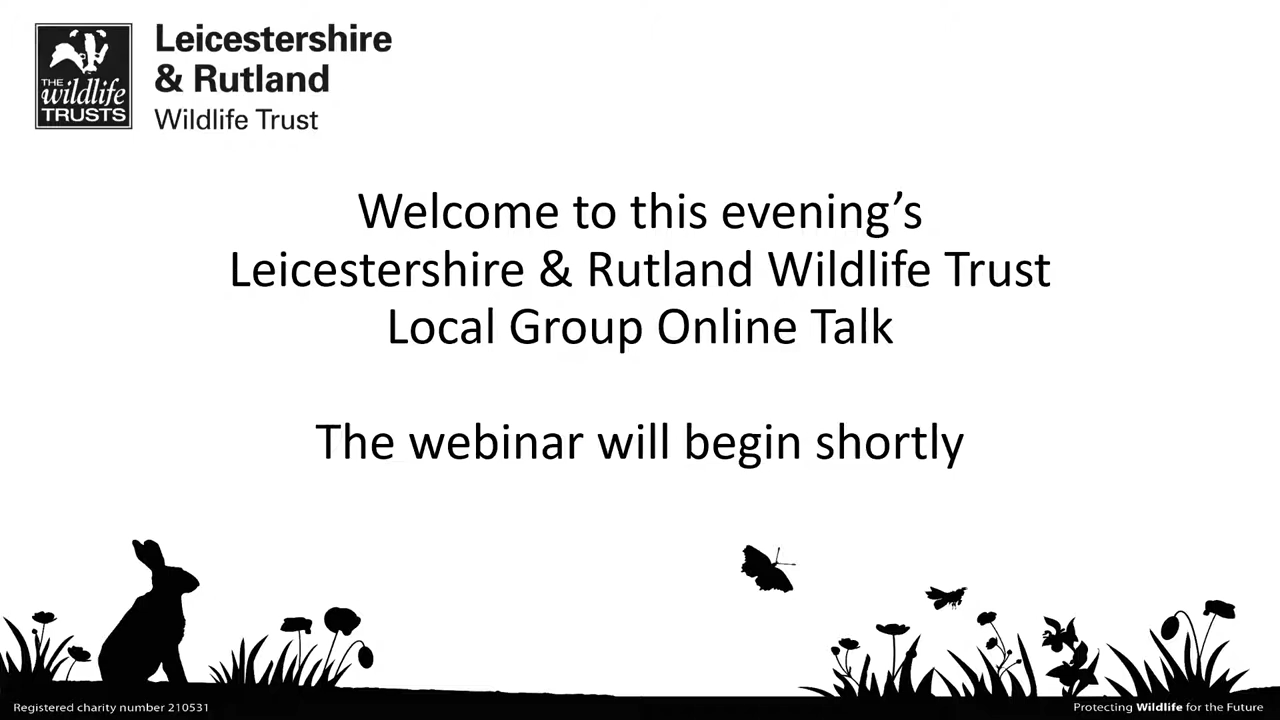 THE
wildlife
TRUSTS
Leicestershire
& Rutland
Wildlife Trust
Welcome to this evening’s
Leicestershire & Rutland Wildlife Trust
Local Group Online Talk
The webinar will begin shortly
Registered charity number 210531
Protecting Wildlife for the Future